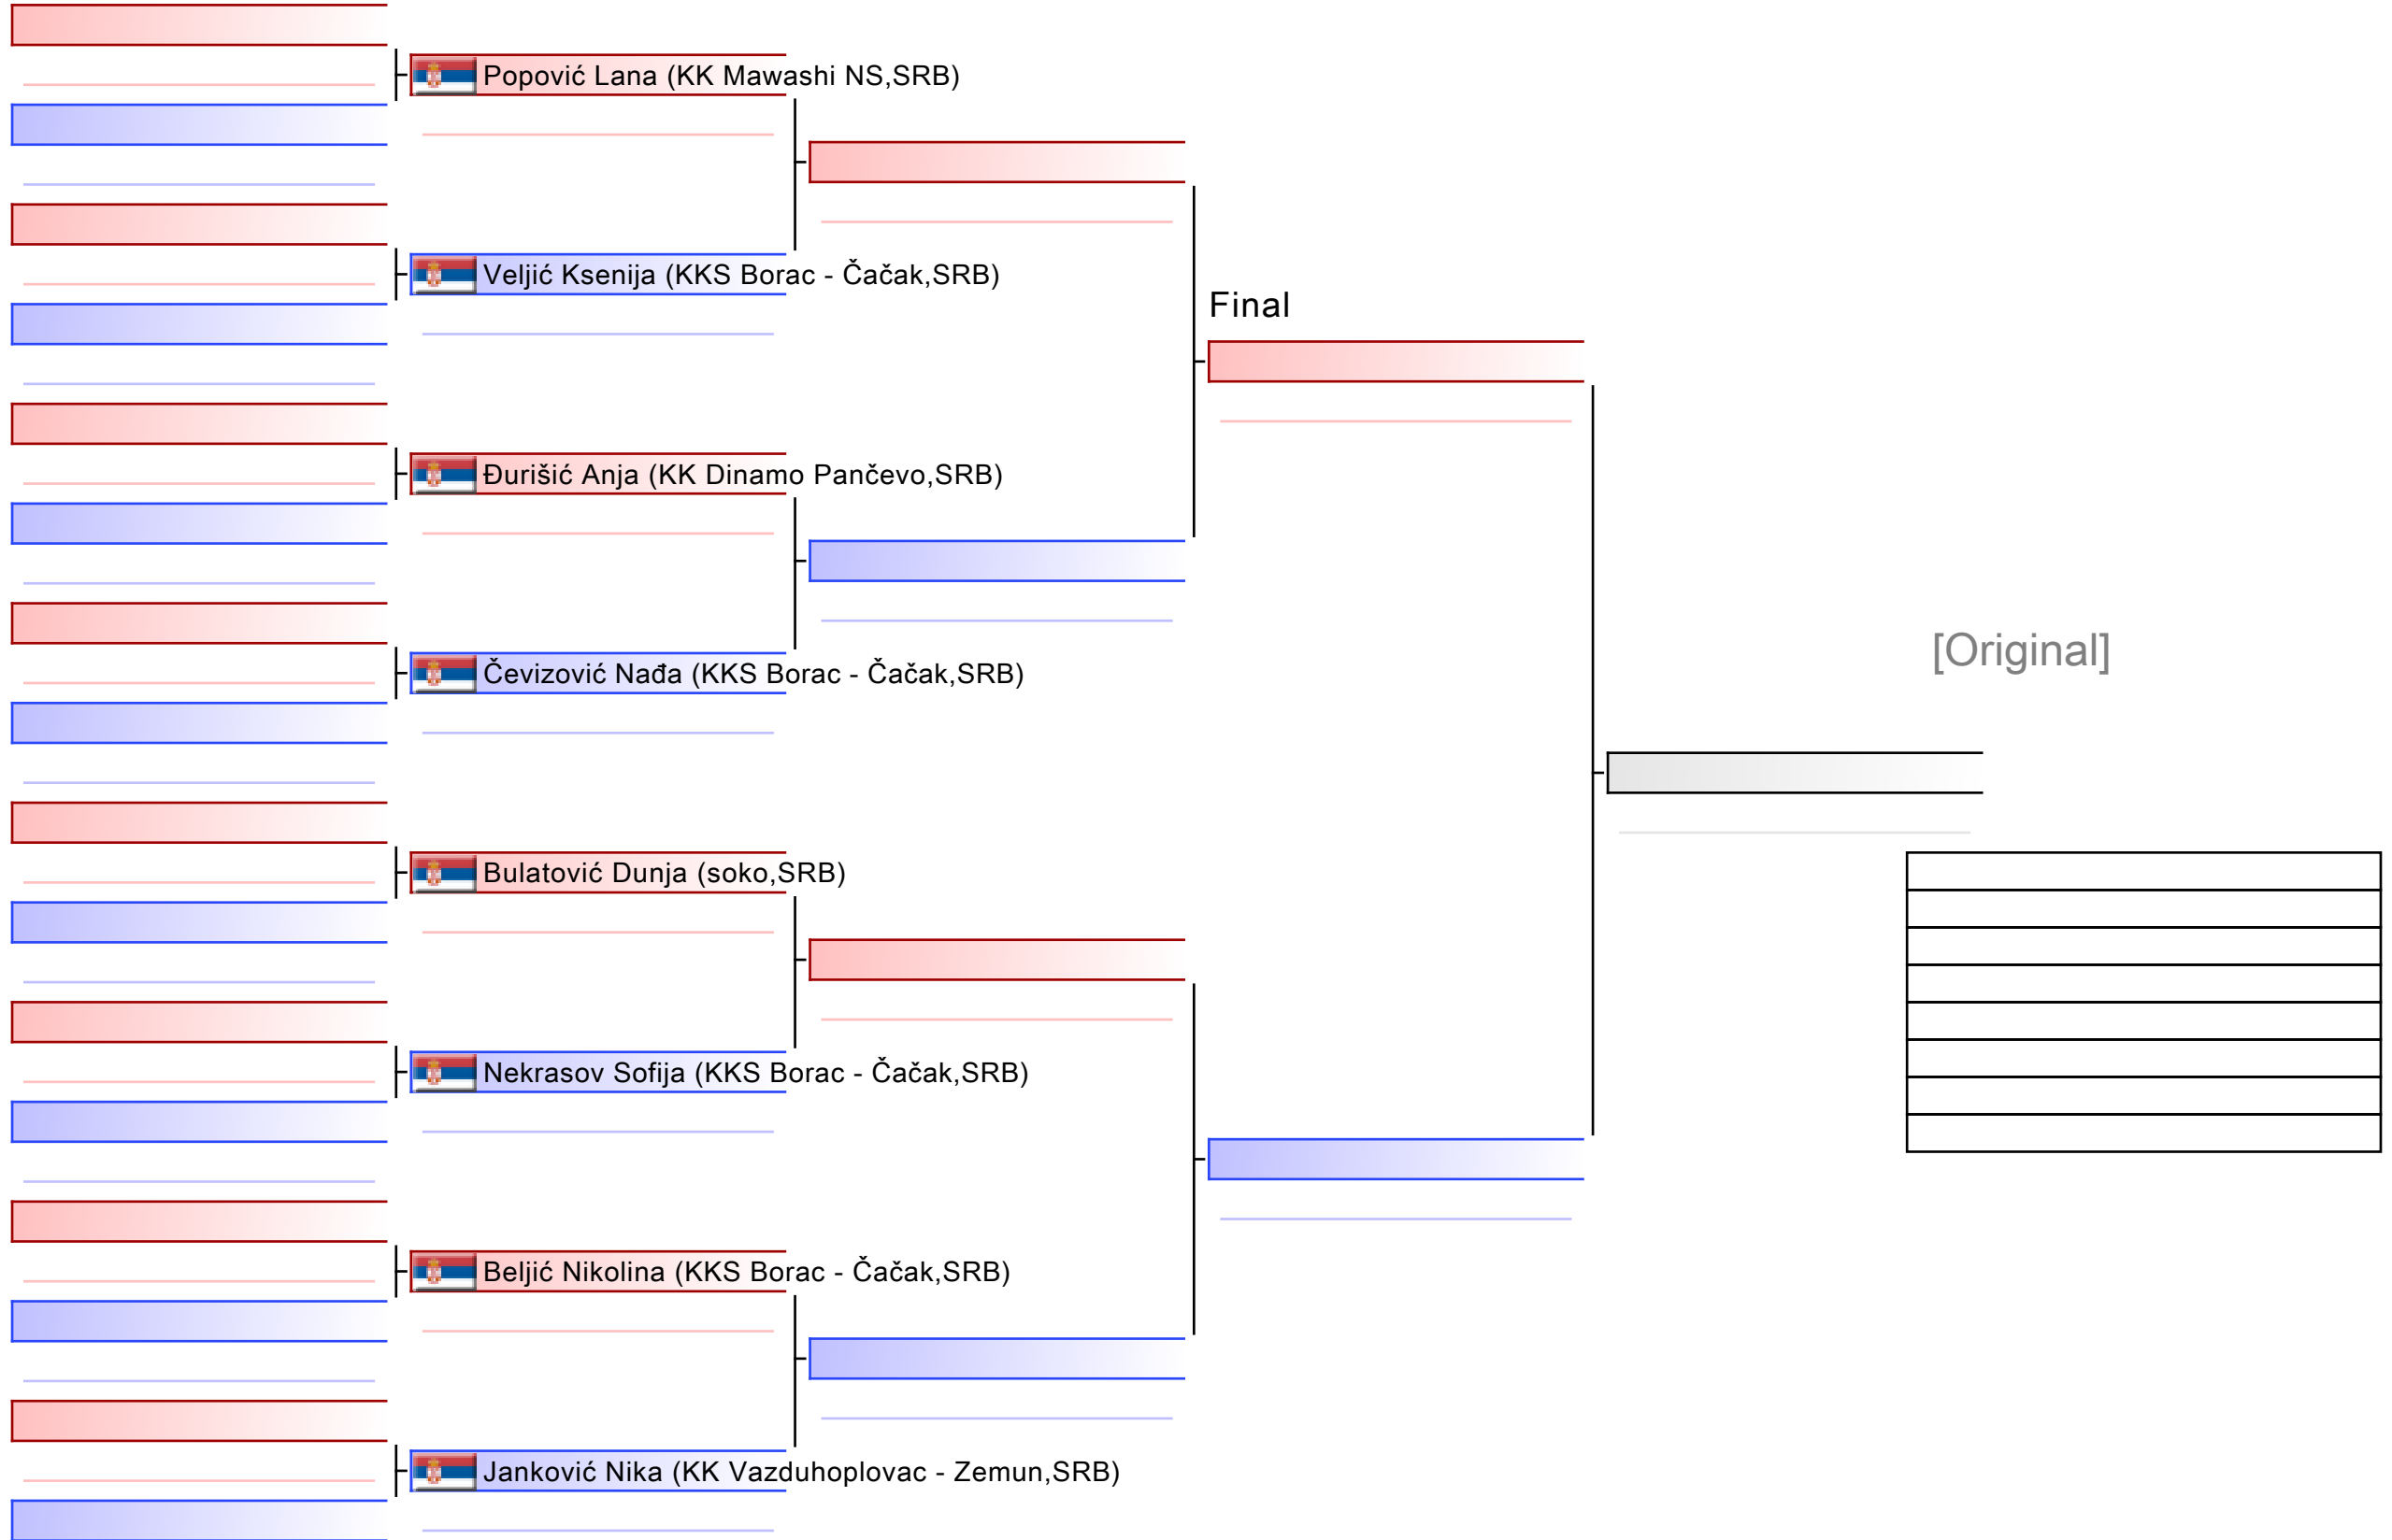 Popović Lana (KK Mawashi NS,SRB)
Veljić Ksenija (KKS Borac - Čačak,SRB)
Final
Đurišić Anja (KK Dinamo Pančevo,SRB)
[Original]
Čevizović Nađa (KKS Borac - Čačak,SRB)
Bulatović Dunja (soko,SRB)
Nekrasov Sofija (KKS Borac - Čačak,SRB)
Beljić Nikolina (KKS Borac - Čačak,SRB)
Janković Nika (KK Vazduhoplovac - Zemun,SRB)